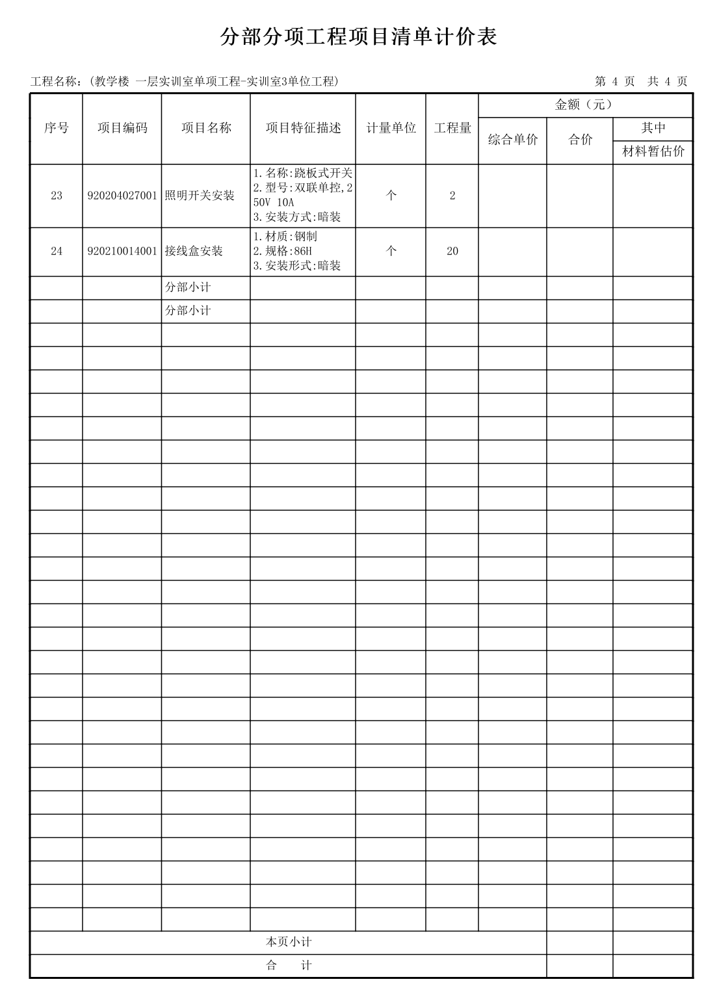 分部分项工程项目清单计价表
工程名称：(教学楼 一层实训室单项工程-实训室3单位工程) 第 4 页 共 4 页
序号 项目编码 项目名称 项目特征描述 计量单位 工程量 金额（元）
综合单价 合价 其中
材料暂估价
23 920204027001 照明开关安装 1.名称:跷板式开关
2.型号:双联单控,2
50V 10A
3.安装方式:暗装
个 2
24 920210014001 接线盒安装 1.材质:钢制
2.规格:86H
3.安装形式:暗装
个 20
分部小计
分部小计
本页小计
合 计